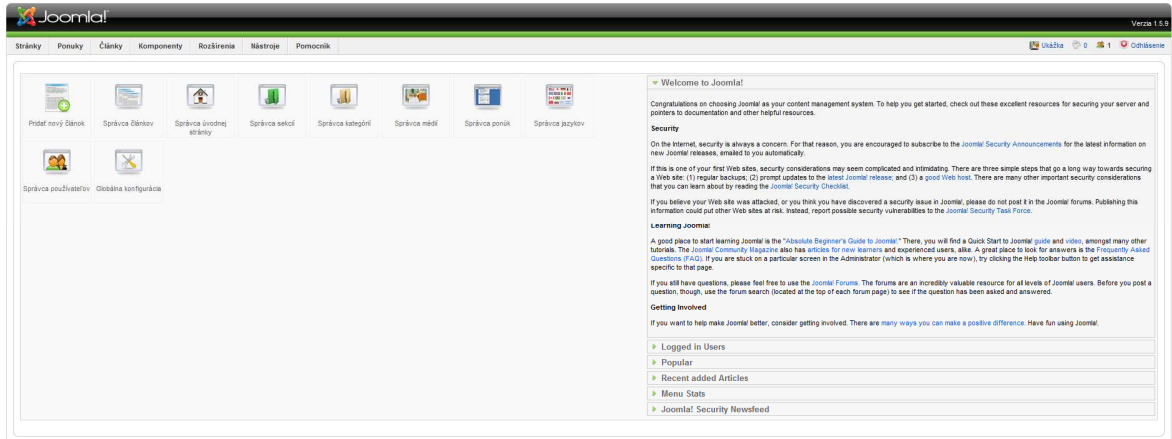 Joomla!
Verzia 1.5.9
Stránky Ponuky Články Komponenty Rozšírenia Nástroje Pomocník
Ukážka 0 1 Odhlásenie
Pridať nový článok
Správca článkov
Správca úvodnej
stránky
Správca sekcií
Správca kategórií
Správca médií
Správca ponúk
Správca jazykov
Správca používateľov
Globálna konfigurácia
Welcome to Joomla!
Congratulations on choosing Joomla! as your content management system. To help you get started, check out these excellent resources for securing your server and
pointers to documentation and other helpful resources.
Security
On the Internet, security is always a concern. For that reason, you are encouraged to subscribe to the Joomla! Security Announcements for the latest information on
new Joomla! releases, emailed to you automatically.
If this is one of your first Web sites, security considerations may seem complicated and intimidating. There are three simple steps that go a long way towards securing
a Web site: (1) regular backups; (2) prompt updates to the latest Joomla! release; and (3) a good Web host. There are many other important security considerations
that you can learn about by reading the Joomla! Security Checklist.
If you believe your Web site was attacked, or you think you have discovered a security issue in Joomla!, please do not post it in the Joomla! forums. Publishing this
information could put other Web sites at risk. Instead, report possible security vulnerabilities to the Joomla! Security Task Force.
Learning Joomla!
A good place to start learning Joomla! is the "Absolute Beginner's Guide to Joomla!." There, you will find a Quick Start to Joomla! guide and video, amongst many other
tutorials. The Joomla! Community Magazine also has articles for new learners and experienced users, alike. A great place to look for answers is the Frequently Asked
Questions (FAQ). If you are stuck on a particular screen in the Administrator (which is where you are now), try clicking the Help toolbar button to get assistance
specific to that page.
If you still have questions, please feel free to use the Joomla! Forums. The forums are an incredibly valuable resource for all levels of Joomla! users. Before you post a
question, though, use the forum search (located at the top of each forum page) to see if the question has been asked and answered.
Getting Involved
If you want to help make Joomla! better, consider getting involved. There are many ways you can make a positive difference. Have fun using Joomla!.
Logged in Users
Popular
Recent added Articles
Menu Stats
Joomla! Security Newsfeed